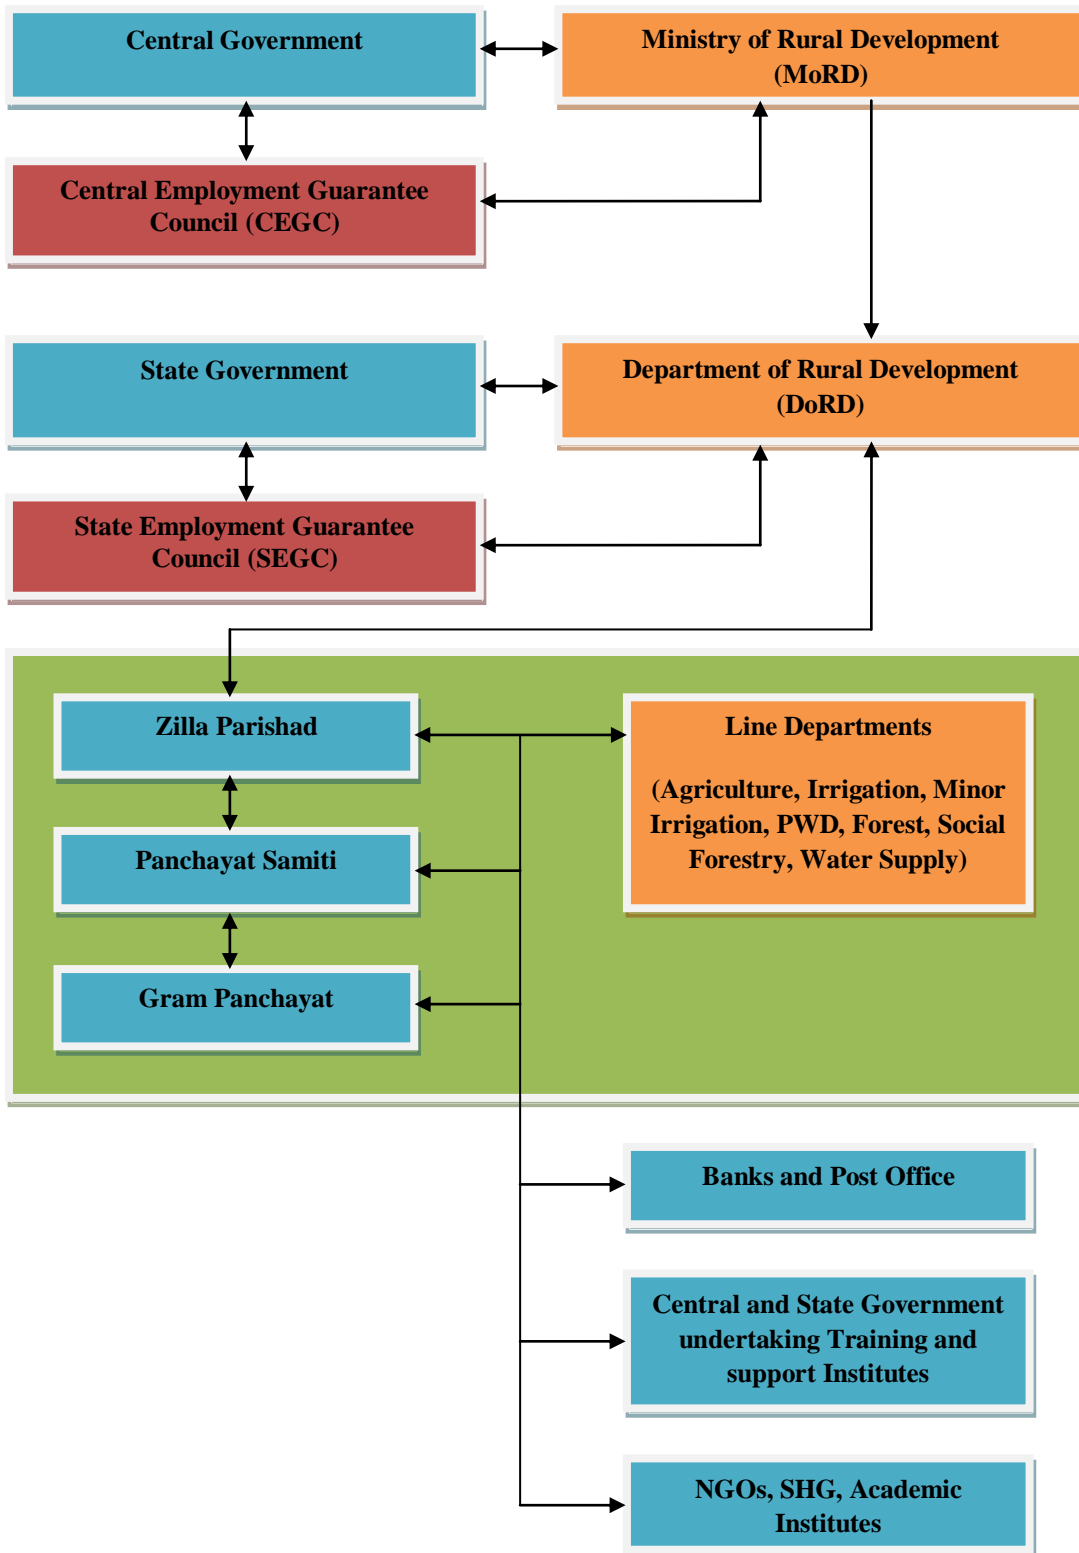 Central Government
Ministry of Rural Development
(MoRD)
Central Employment Guarantee
Council (CEGC)
State Government
Department of Rural Development
(DoRD)
State Employment Guarantee
Council (SEGC)
Zilla Parishad
Line Departments
(Agriculture, Irrigation, Minor
Irrigation, PWD, Forest, Social
Forestry, Water Supply)
Panchayat Samiti
Gram Panchayat
Banks and Post Office
Central and State Government
undertaking Training and
support Institutes
NGOs, SHG, Academic
Institutes